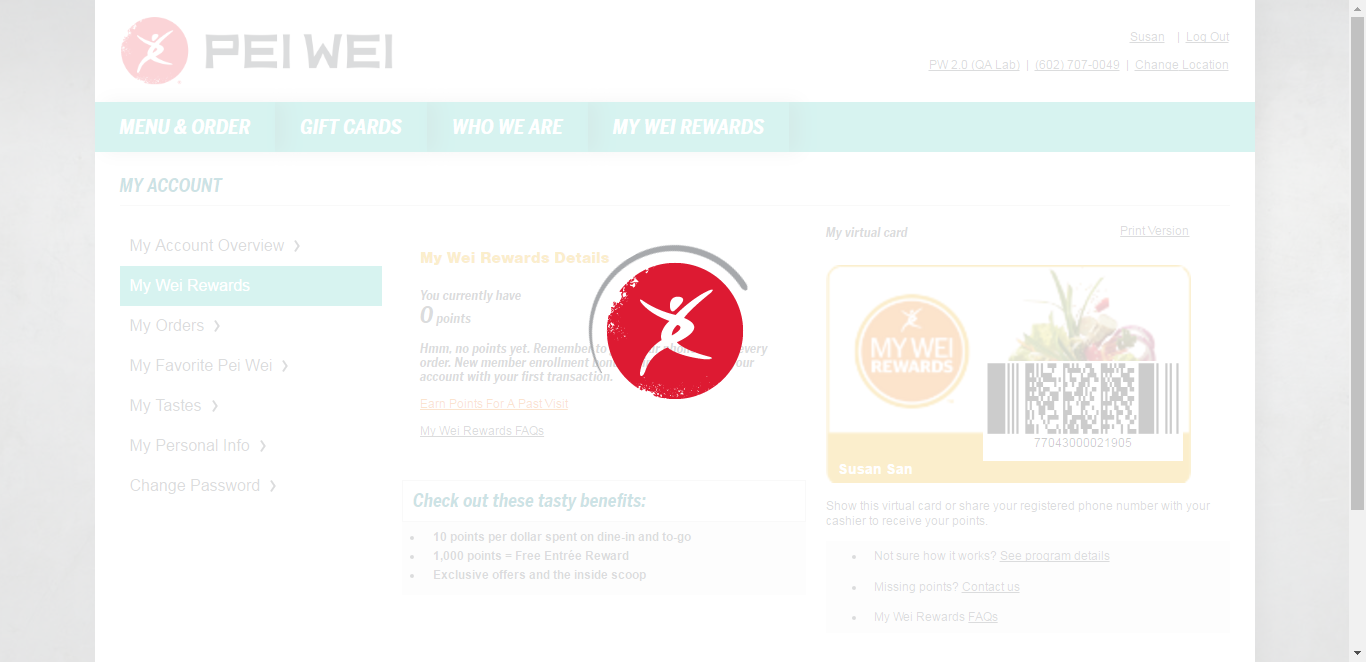 PEI WEI
Susan | Log Out
PW 2.0 (QA Lab) | (602) 707-0049 | Change Location
MENU & ORDER GIFT CARDS WHO WE ARE MY WEI REWARDS
MY ACCOUNT
My Account Overview
My Wei Rewards
My Orders
My Favorite Pei Wei
My Tastes
My Personal Info
Change Password
My Wei Rewards Details
You currently have
0 points
Hmm, no points yet. Remember to every
order. New member enrollment our
account with your first transaction.
Earn Points For A Past Visit
My Wei Rewards FAQs
Check out these tasty benefits:
• 10 points per dollar spent on dine-in and to-go
• 1,000 points = Free Entrée Reward
• Exclusive offers and the inside scoop
My virtual card Print Version
MY WEI
REWARDS
77043000021905
Susan San
Show this virtual card or share your registered phone number with your
cashier to receive your points.
• Not sure how it works? See program details
• Missing points? Contact us
• My Wei Rewards FAQs